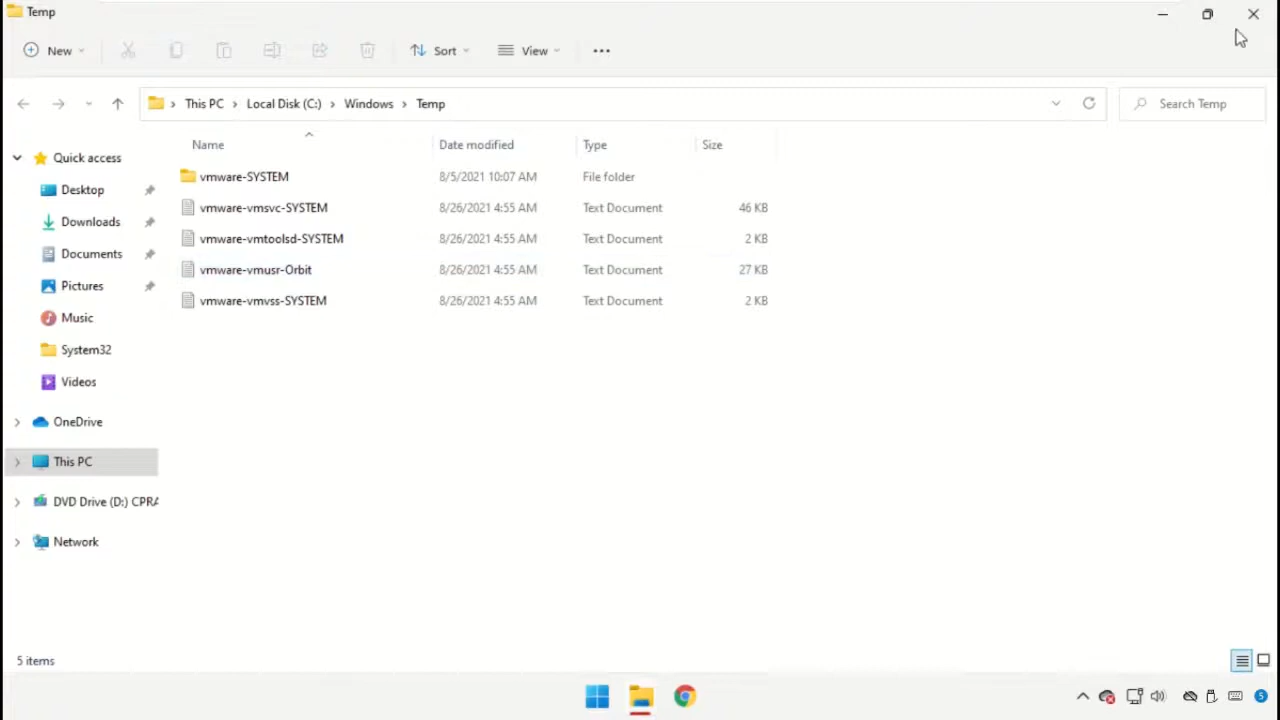 Temp
New
Sort
View
This PC
Local Disk (C:)
Windows
Temp
Search Temp
Name
Date modified
Type
Size
Quick access
Desktop
Downloads
Documents
Pictures
Music
System32
Videos
OneDrive
This PC
DVD Drive (D:) CPRA
Network
vmware-SYSTEM 8/5/2021 10:07 AM File folder
vmware-vmsvc-SYSTEM 8/26/2021 4:55 AM Text Document 46 KB
vmware-vmtoolsd-SYSTEM 8/26/2021 4:55 AM Text Document 2 KB
vmware-vmusr-Orbit 8/26/2021 4:55 AM Text Document 27 KB
vmware-vmvss-SYSTEM 8/26/2021 4:55 AM Text Document 2 KB
5 items
5